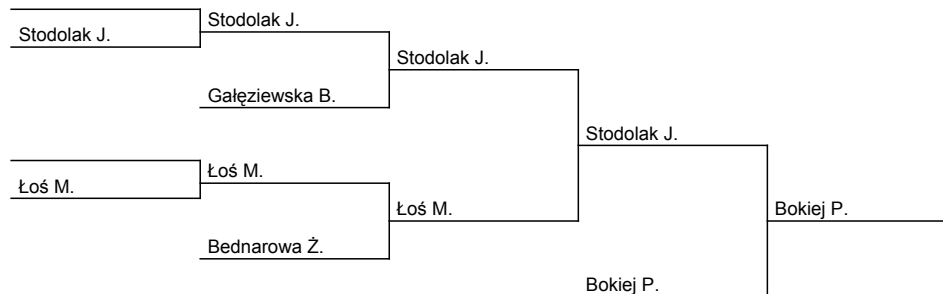 Stodolak J.
Stodolak J.
Stodolak J.
Gałęziewska B.
Stodolak J.
Łoś M.
Łoś M.
Łoś M.
Bokiej P.
Bednarowa Ż.
Bokiej P.